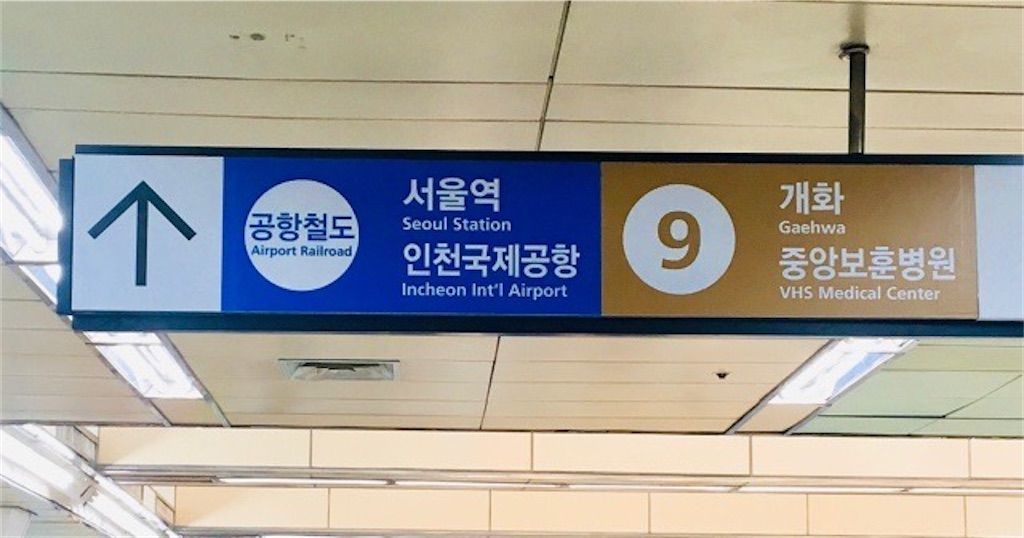 공항철도
Airport Railroad
서울역
Seoul Station
인천국제공항
Incheon Int'l Airport
9
개화
Gaehwa
중앙보훈병원
VHS Medical Center